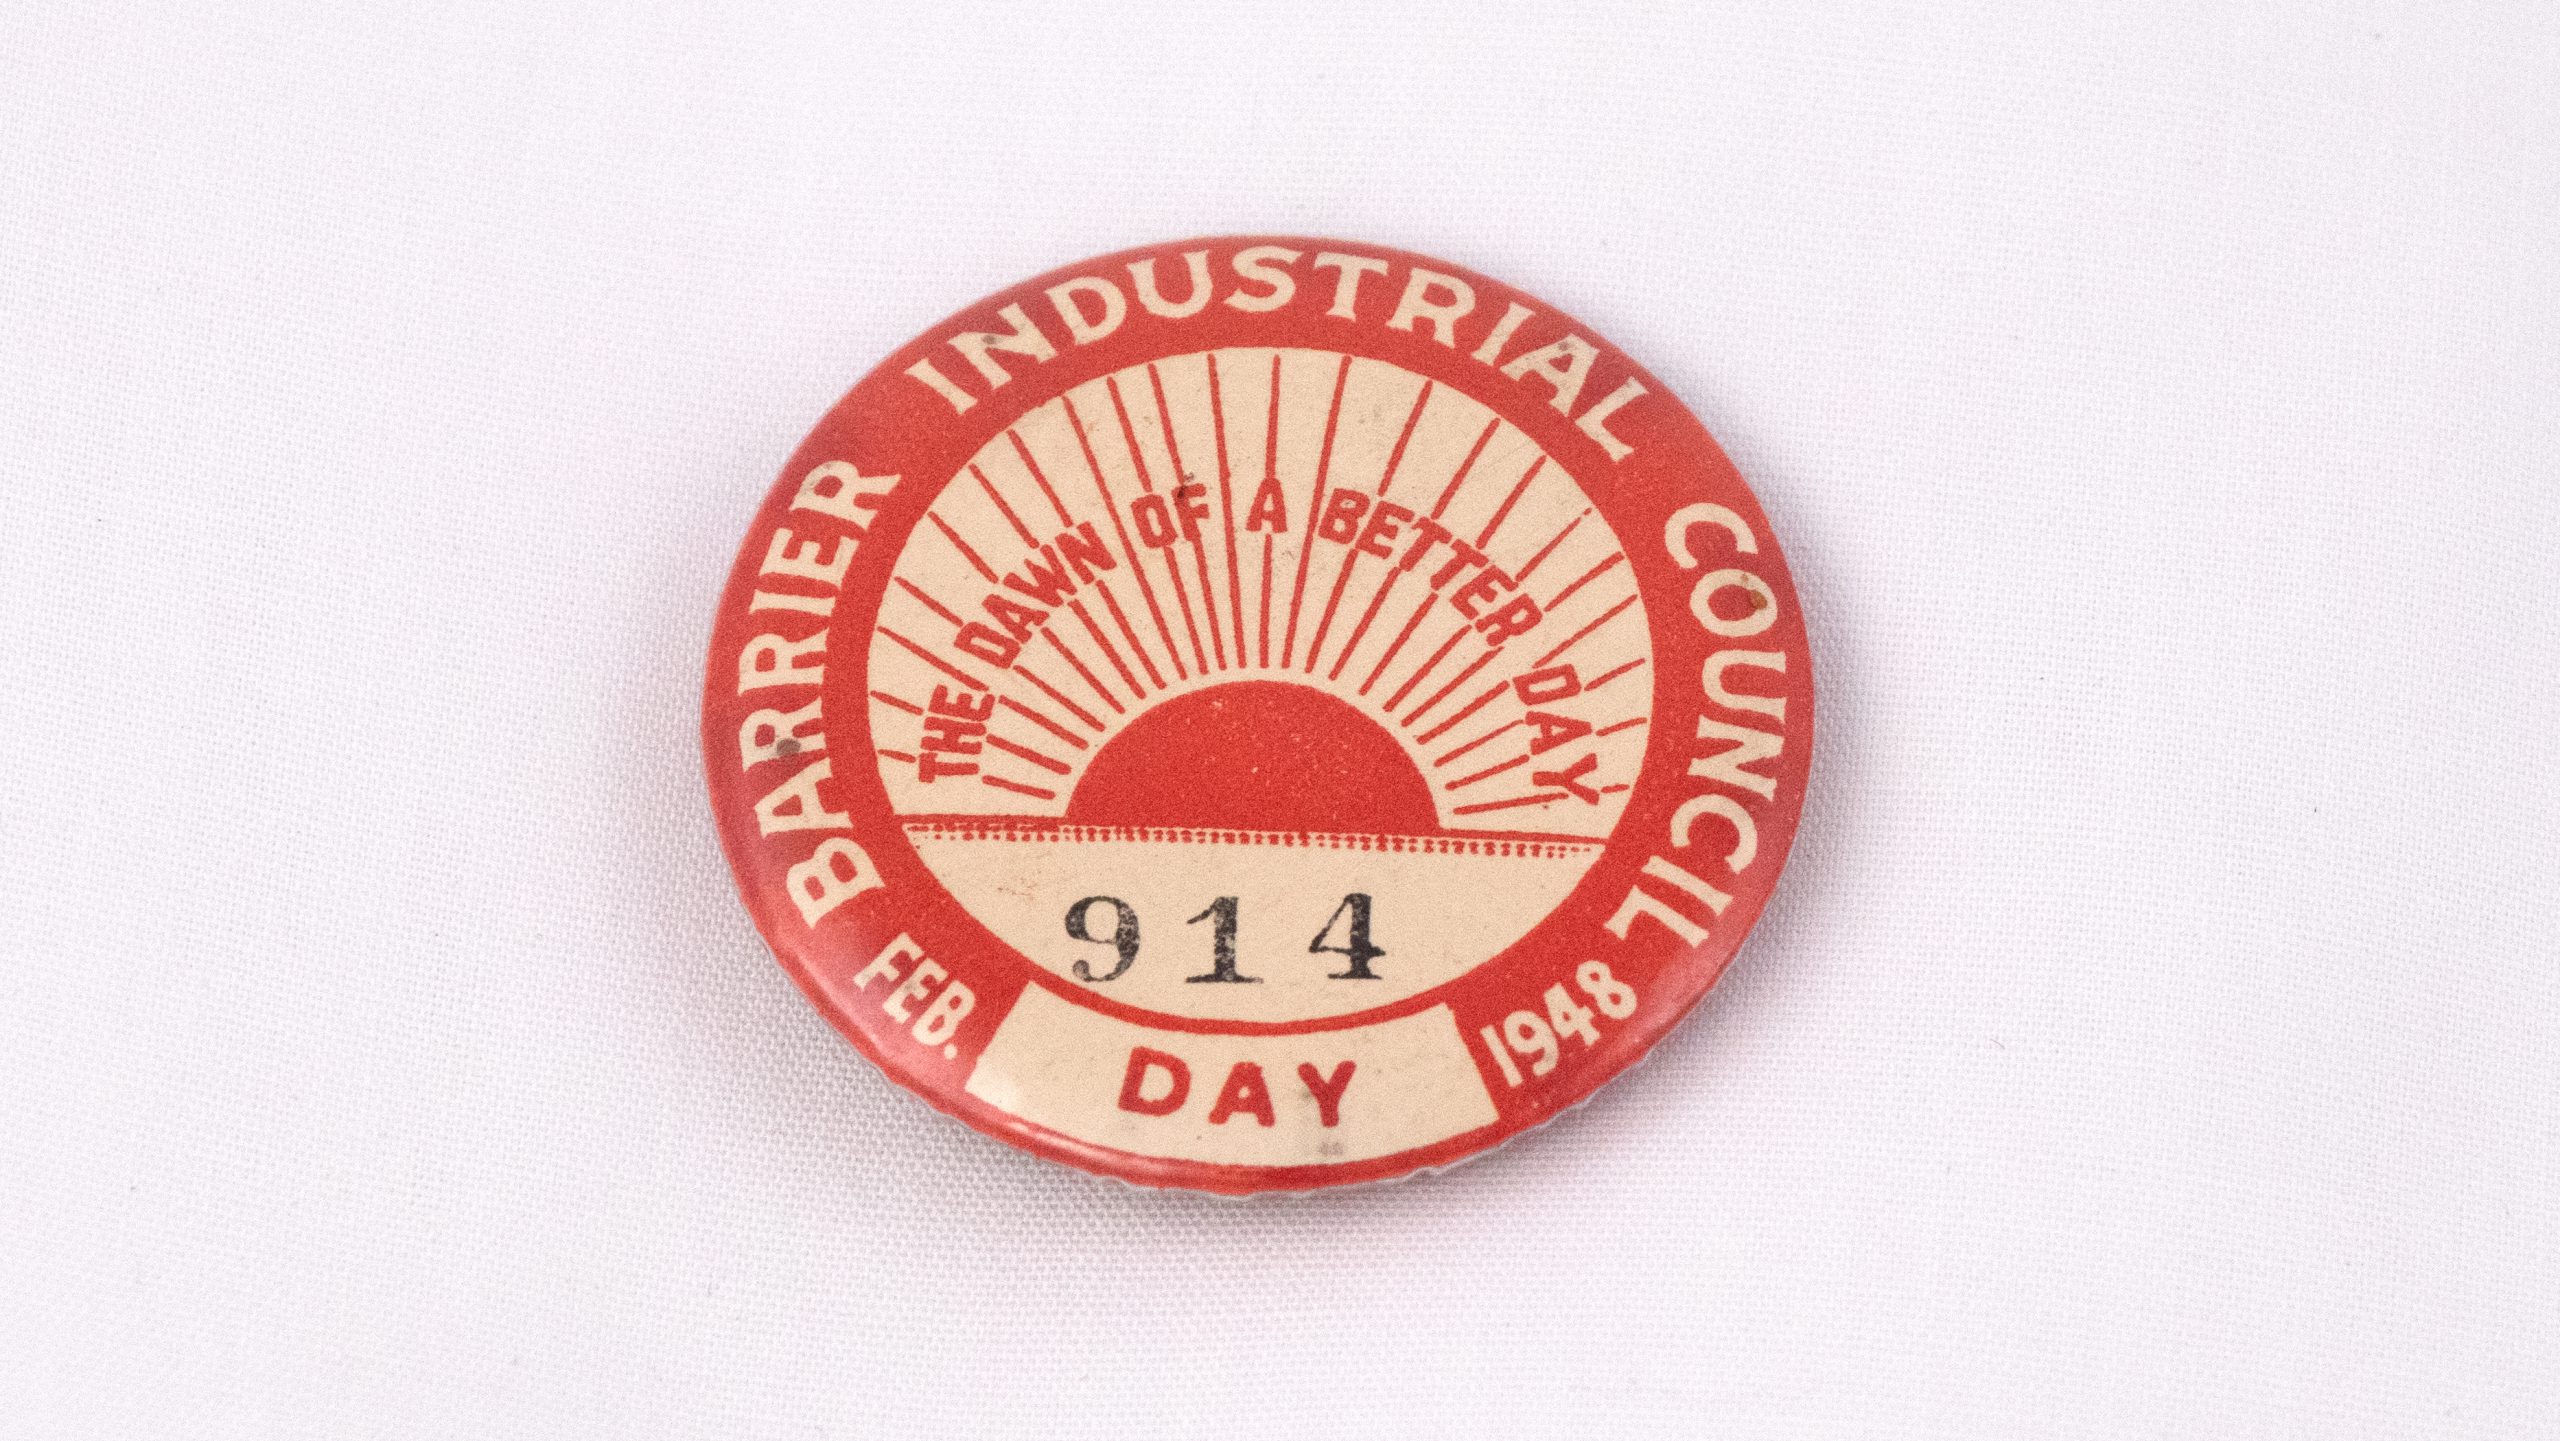 BARRIER INDUSTRIAL COUNCIL
THE DAWN OF A BETTER DAY
914
FEB. 1948
DAY